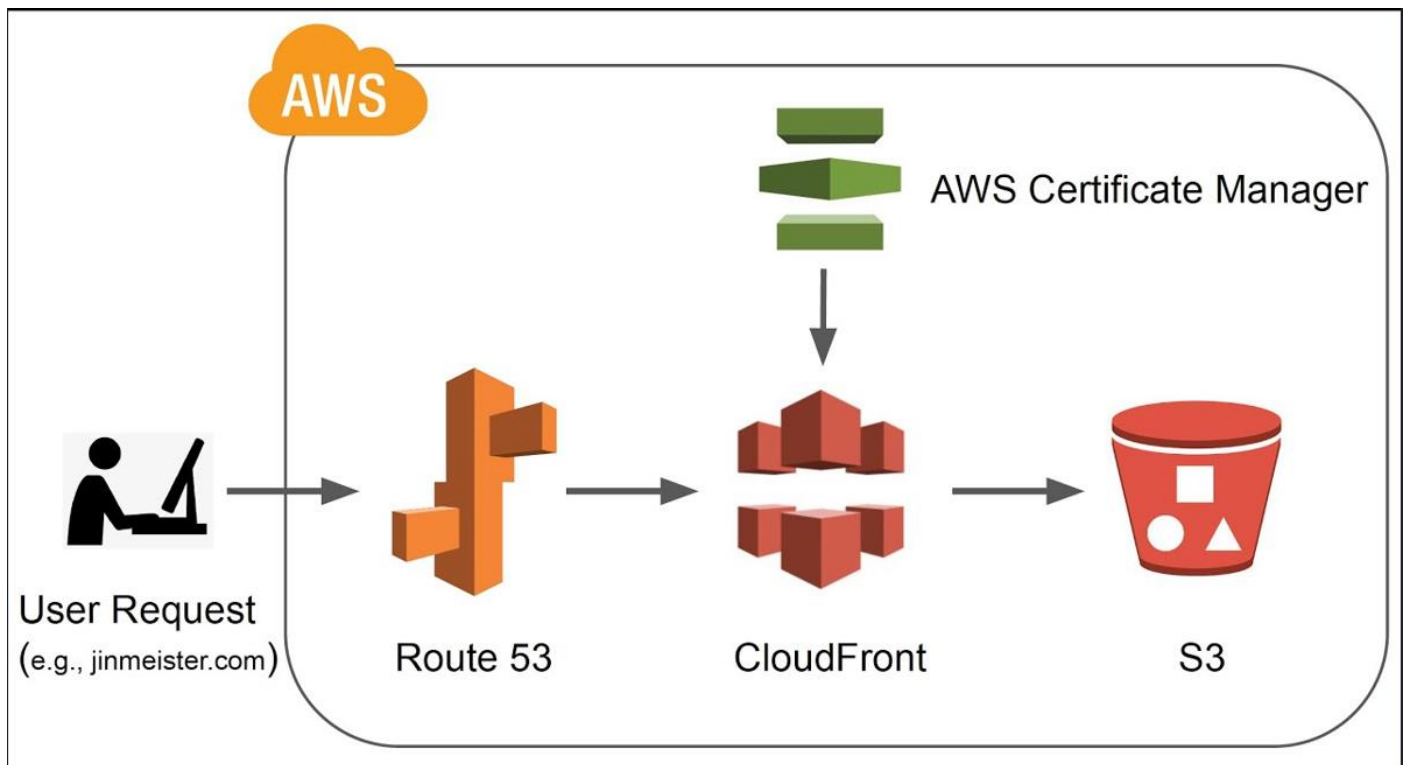 AWS
AWS Certificate Manager
User Request
(e.g., jinmeister.com)
Route 53
CloudFront
S3